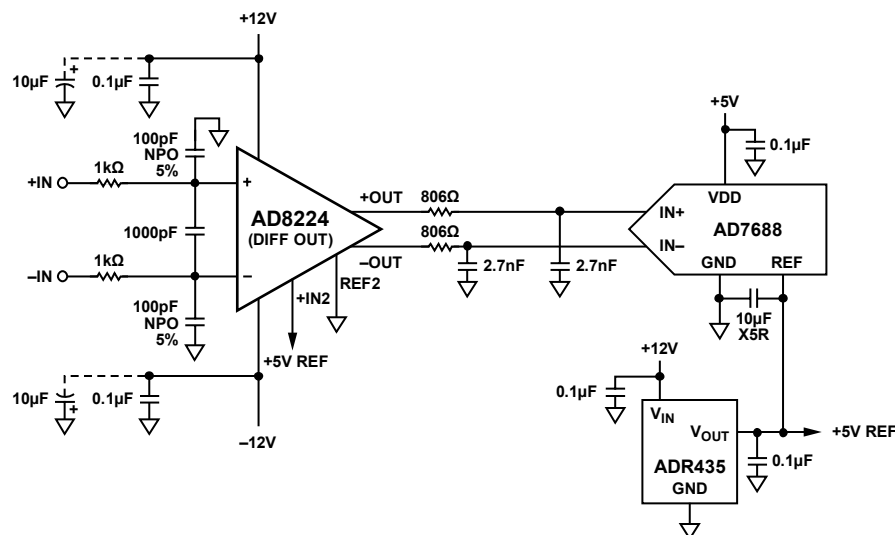 +12V
10µF
+
0.1µF
100pF
NPO
5%
+IN
1kΩ
1000pF
–IN
1kΩ
100pF
NPO
5%
+
–
AD8224
(DIFF OUT)
+OUT
–OUT
REF2
+IN2
+5V REF
10µF
+
0.1µF
–12V
806Ω
806Ω
2.7nF
2.7nF
+5V
0.1µF
VDD
IN+
IN–
AD7688
GND
REF
10µF
X5R
+12V
0.1µF
VIN
VOUT
ADR435
GND
0.1µF
+5V REF